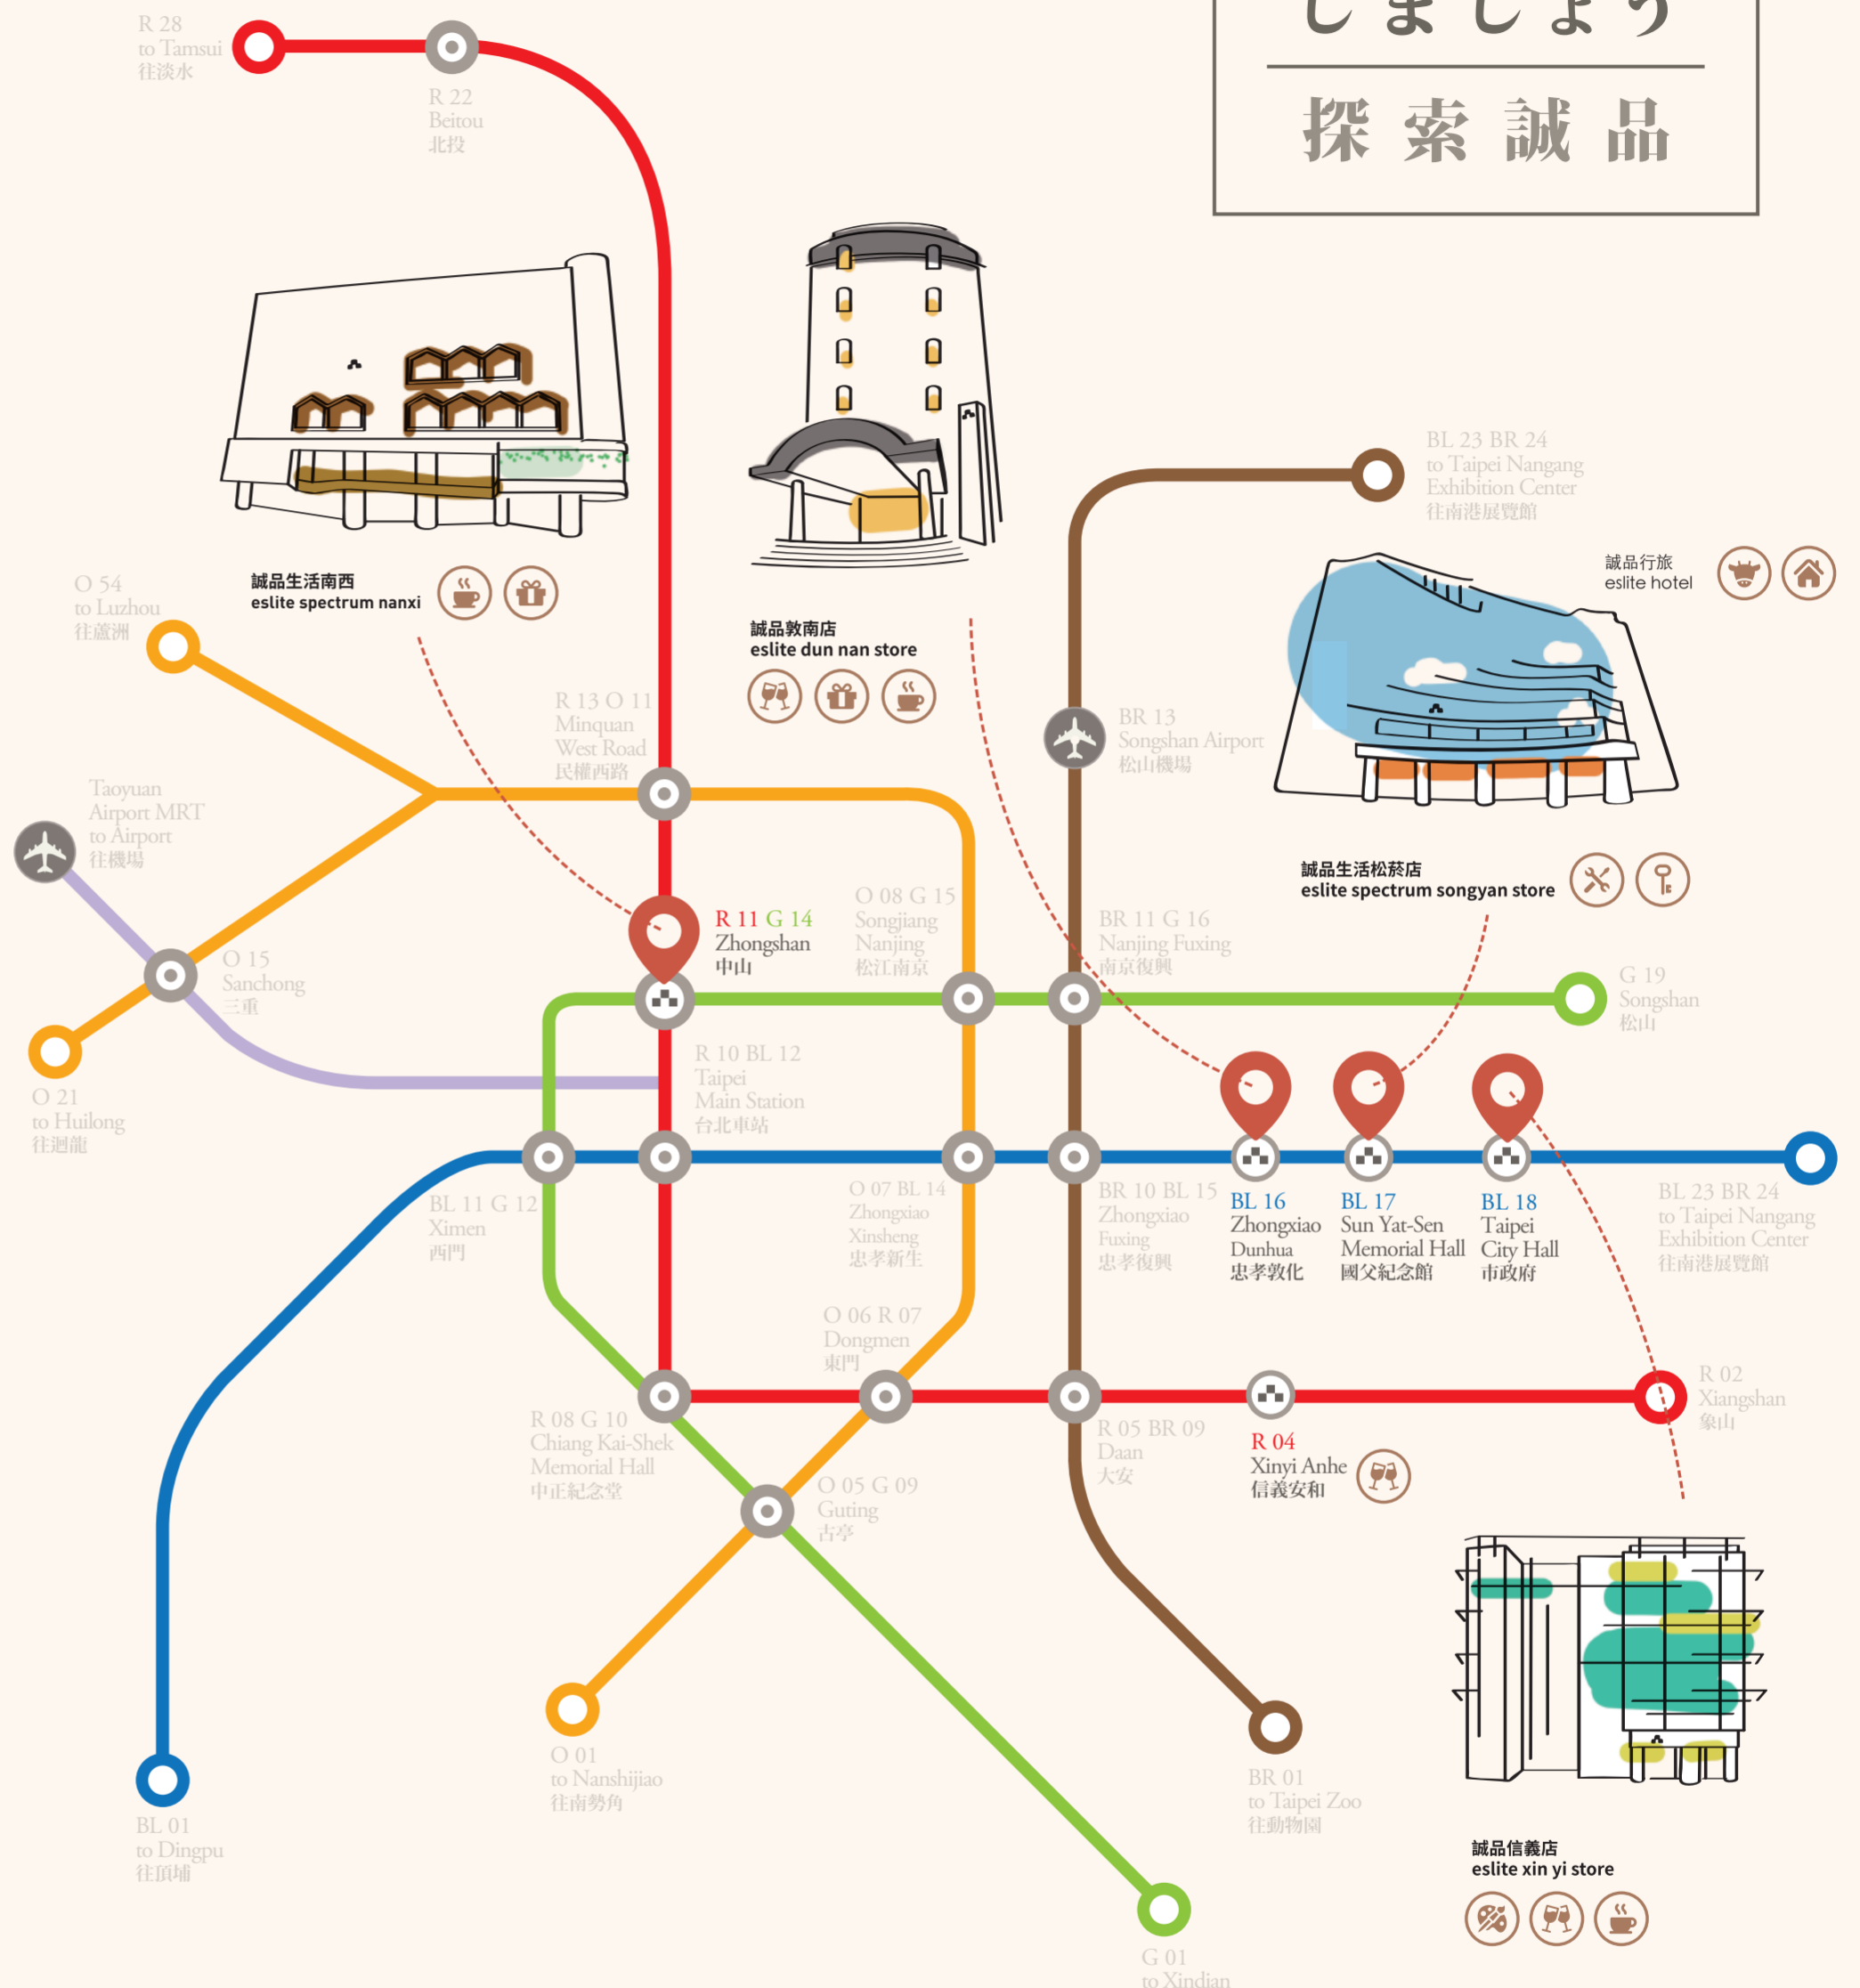 しましょう
探索誠品
R 28
to Tamsui
往淡水
R 22
Beitou
北投
BL 23 BR 24
to Taipei Nangang
Exhibition Center
往南港展覽館
誠品行旅
eslite hotel
O 54
to Luzhou
往蘆洲
誠品生活南西
eslite spectrum nanxi
誠品敦南店
eslite dun nan store
R 13 O 11
Minquan
West Road
民權西路
BR 13
Songshan Airport
松山機場
Taoyuan
Airport MRT
to Airport
往機場
誠品生活松菸店
eslite spectrum songyan store
R 11 G 14
Zhongshan
中山
O 08 G 15
Songjiang
Nanjing
松江南京
BR 11 G 16
Nanjing Fuxing
南京復興
O 15
Sanchong
三重
G 19
Songshan
松山
R 10 BL 12
Taipei
Main Station
台北車站
O 21
to Huilong
往迴龍
BL 11 G 12
Ximen
西門
O 07 BL 14
Zhongxiao
Xinsheng
忠孝新生
BR 10 BL 15
Zhongxiao
Fuxing
忠孝復興
BL 16
Zhongxiao
Dunhua
忠孝敦化
BL 17
Sun Yat-Sen
Memorial Hall
國父紀念館
BL 18
Taipei
City Hall
市政府
BL 23 BR 24
to Taipei Nangang
Exhibition Center
往南港展覽館
O 06 R 07
Dongmen
東門
R 02
Xiangshan
象山
R 08 G 10
Chiang Kai-Shek
Memorial Hall
中正紀念堂
R 05 BR 09
Daan
大安
R 04
Xinyi Anhe
信義安和
O 05 G 09
Guting
古亭
O 01
to Nanshijiao
往南勢角
BR 01
to Taipei Zoo
往動物園
BL 01
to Dingpu
往頂埔
誠品信義店
eslite xin yi store
G 01
to Xindian